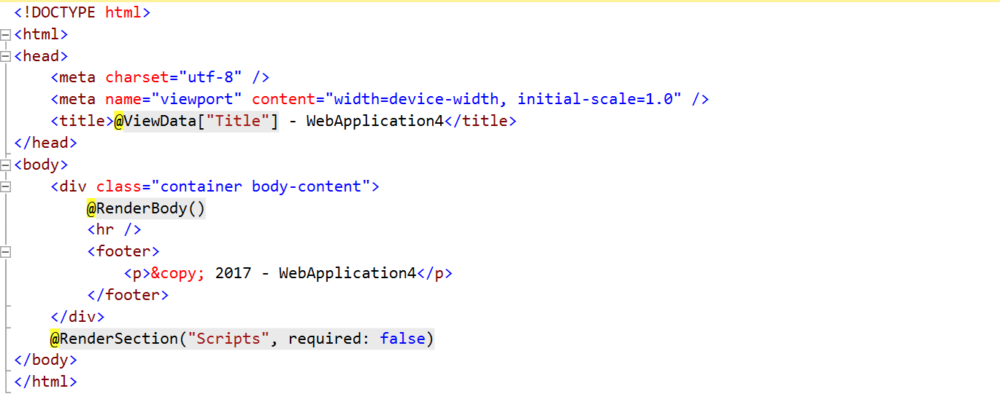 <!DOCTYPE html>
<html>
<head>
    <meta charset="utf-8" />
    <meta name="viewport" content="width=device-width, initial-scale=1.0" />
    <title>@ViewData["Title"] - WebApplication4</title>
</head>
<body>
    <div class="container body-content">
        @RenderBody()
        <hr />
        <footer>
            <p>&copy; 2017 - WebApplication4</p>
        </footer>
    </div>
    @RenderSection("Scripts", required: false)
</body>
</html>